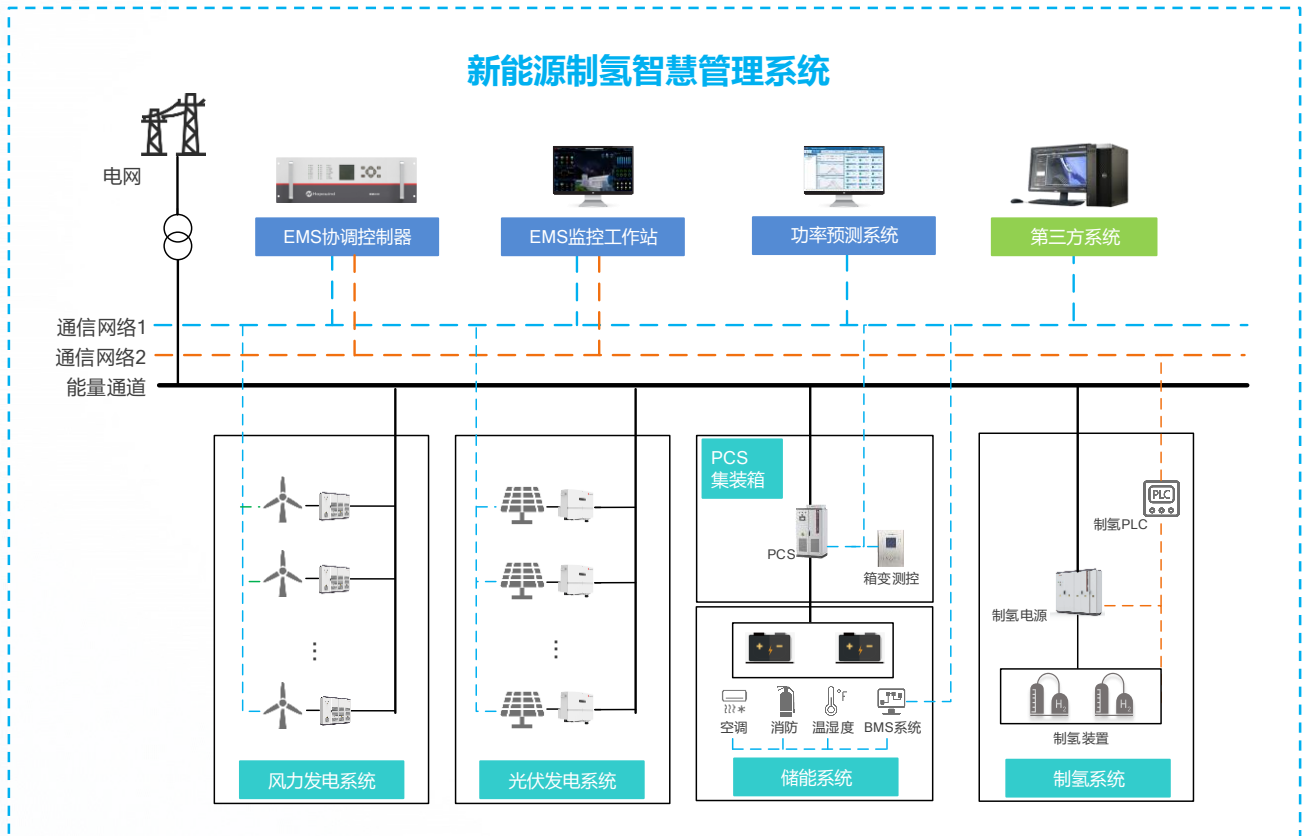 新能源制氢智慧管理系统
电网
EMS协调控制器
EMS监控工作站
功率预测系统
第三方系统
通信网络1
通信网络2
能量通道
PCS
集装箱
PLC
制氢PLC
PCS
箱变测控
制氢电源
°F
空调
消防
温湿度
BMS系统
H₂
H₂
制氢装置
风力发电系统
光伏发电系统
储能系统
制氢系统